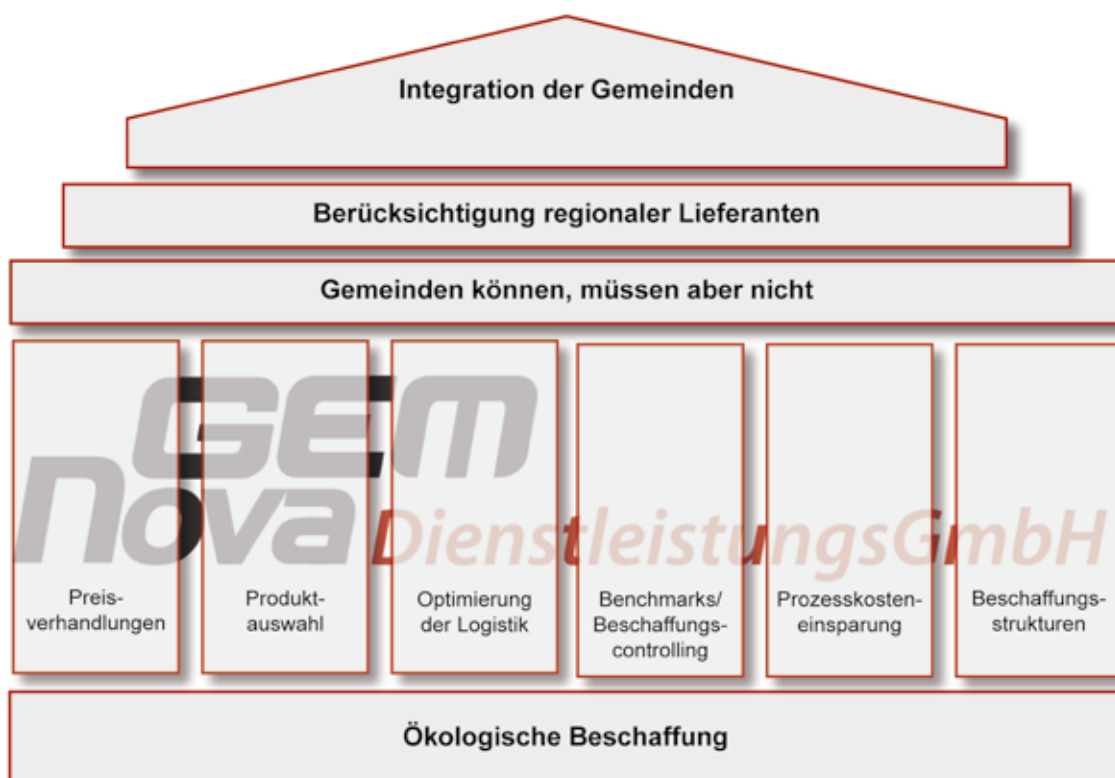 Integration der Gemeinden
Berücksichtigung regionaler Lieferanten
Gemeinden können, müssen aber nicht
GEM
Nova
DienstleistungsGmbH
Preis-
verhandlungen
Produkt-
auswahl
Optimierung
der Logistik
Benchmarks/
Beschaffungs-
controlling
Prozesskosten-
einsparung
Beschaffungs-
strukturen
Ökologische Beschaffung